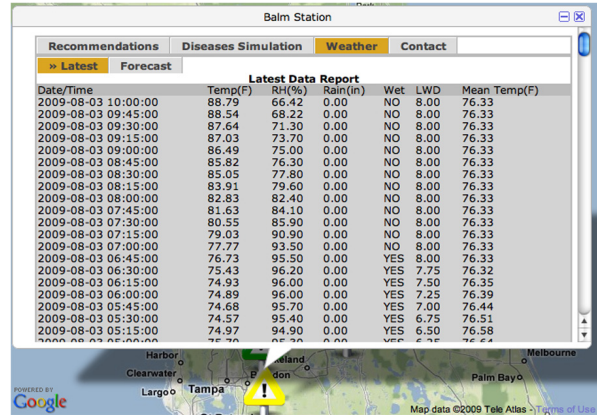 Balm Station
Recommendations Diseases Simulation Weather Contact
» Latest Forecast
Latest Data Report
Date/Time Temp(F) RH(%) Rain(in) Wet LWD Mean Temp(F)
2009-08-03 10:00:00 88.79 66.42 0.00 NO 8.00 76.33
2009-08-03 09:45:00 88.54 68.22 0.00 NO 8.00 76.33
2009-08-03 09:30:00 87.64 71.30 0.00 NO 8.00 76.33
2009-08-03 09:15:00 87.03 73.70 0.00 NO 8.00 76.33
2009-08-03 09:00:00 86.49 75.00 0.00 NO 8.00 76.33
2009-08-03 08:45:00 85.82 76.30 0.00 NO 8.00 76.33
2009-08-03 08:30:00 85.05 77.80 0.00 NO 8.00 76.33
2009-08-03 08:15:00 83.91 79.60 0.00 NO 8.00 76.33
2009-08-03 08:00:00 82.83 82.40 0.00 NO 8.00 76.33
2009-08-03 07:45:00 81.63 84.10 0.00 NO 8.00 76.33
2009-08-03 07:30:00 80.55 85.90 0.00 NO 8.00 76.33
2009-08-03 07:15:00 79.03 90.90 0.00 NO 8.00 76.33
2009-08-03 07:00:00 77.77 93.50 0.00 NO 8.00 76.33
2009-08-03 06:45:00 76.73 95.50 0.00 YES 8.00 76.33
2009-08-03 06:30:00 75.43 96.20 0.00 YES 7.75 76.32
2009-08-03 06:15:00 74.93 96.00 0.00 YES 7.50 76.35
2009-08-03 06:00:00 74.89 96.00 0.00 YES 7.25 76.39
2009-08-03 05:45:00 74.68 95.70 0.00 YES 7.00 76.44
2009-08-03 05:30:00 74.57 95.40 0.00 YES 6.75 76.51
2009-08-03 05:15:00 74.97 94.90 0.00 YES 6.50 76.58
Harbor
Melbourne
Clearwater
Palm Bay
Largo Tampa
POWERED BY
Google
Map data ©2009 Tele Atlas - Terms of Use